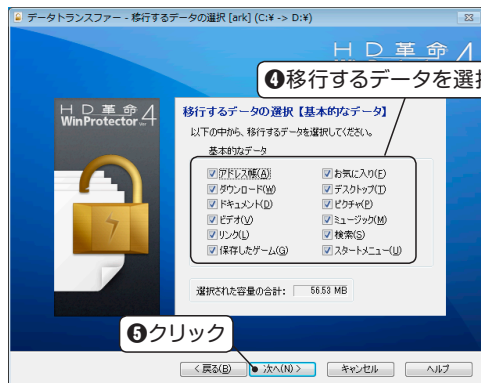 データトランスファー - 移行するデータの選択 [ark] (C:¥ -> D:¥)
HD革命/4
❹移行するデータを選択
HD革命
WinProtector 4
移行するデータの選択【基本的なデータ】
以下の中から、移行するデータを選択してください。
基本的なデータ
アドレス帳(A)
お気に入り(F)
ダウンロード(W)
デスクトップ(T)
ドキュメント(D)
ピクチャ(P)
ビデオ(V)
ミュージック(M)
リンク(L)
検索(S)
保存したゲーム(G)
スタートメニュー(U)
7
選択された容量の合計: 56.53 MB
❺クリック
< 戻る(B)
次へ(N) >
キャンセル
ヘルプ